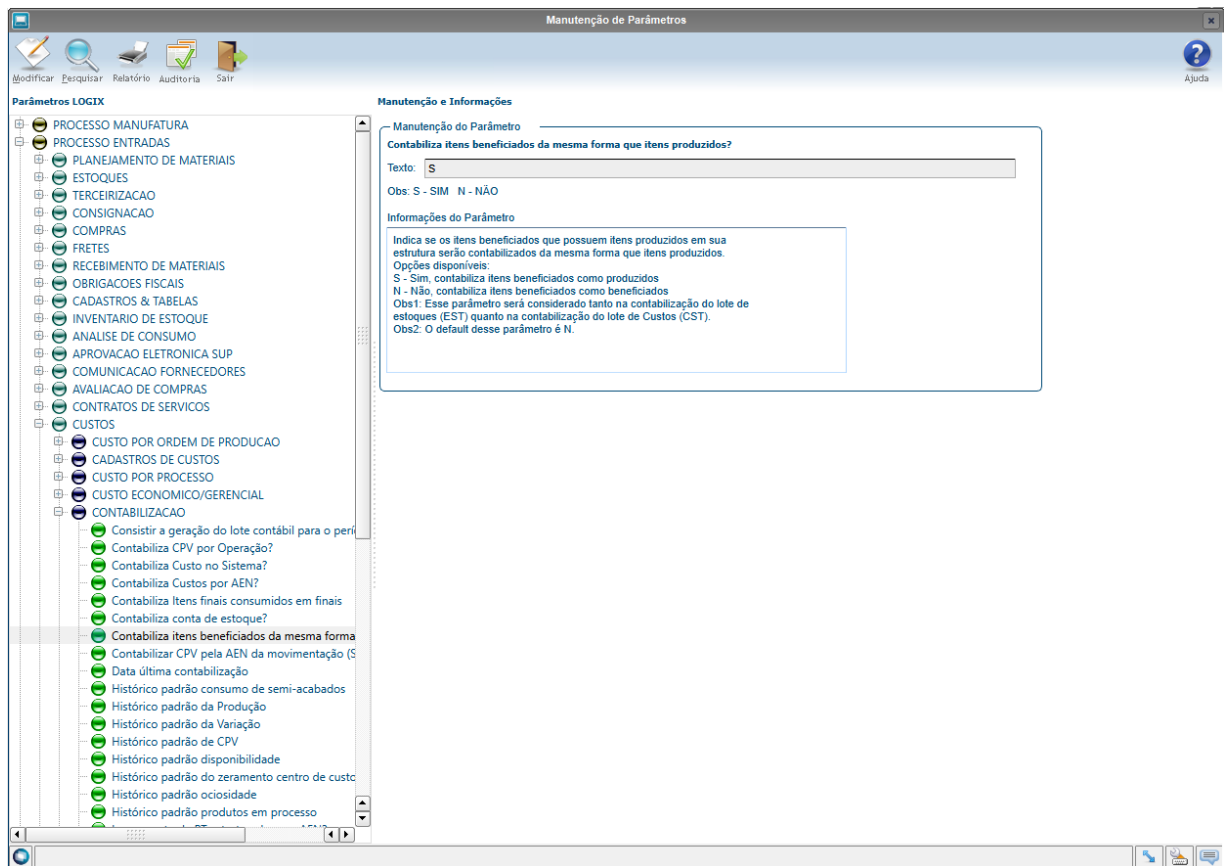 Manutenção de Parâmetros
Modificar Pesquisar Relatório Auditoria Sair
Ajuda
Parâmetros LOGIX
PROCESSO MANUFATURA
PROCESSO ENTRADAS
PLANEJAMENTO DE MATERIAIS
ESTOQUES
TERCEIRIZACAO
CONSIGNACAO
COMPRAS
FRETES
RECEBIMENTO DE MATERIAIS
OBRIGACOES FISCAIS
CADASTROS & TABELAS
INVENTARIO DE ESTOQUE
ANALISE DE CONSUMO
APROVACAO ELETRONICA SUP
COMUNICACAO FORNECEDORES
AVALIACAO DE COMPRAS
CONTRATOS DE SERVICOS
CUSTOS
CUSTO POR ORDEM DE PRODUCAO
CADASTROS DE CUSTOS
CUSTO POR PROCESSO
CUSTO ECONOMICO/GERENCIAL
CONTABILIZACAO
Consistir a geração do lote contábil para o perí
Contabiliza CPV por Operação?
Contabiliza Custo no Sistema?
Contabiliza Custos por AEN?
Contabiliza Itens finais consumidos em finais
Contabiliza conta de estoque?
Contabiliza itens beneficiados da mesma forma
Contabilizar CPV pela AEN da movimentação (S
Data última contabilização
Histórico padrão consumo de semi-acabados
Histórico padrão da Produção
Histórico padrão da Variação
Histórico padrão de CPV
Histórico padrão disponibilidade
Histórico padrão do zeramento centro de custo
Histórico padrão ociosidade
Histórico padrão produtos em processo
Manutenção e Informações
Manutenção do Parâmetro
Contabiliza itens beneficiados da mesma forma que itens produzidos?
Texto: S
Obs: S - SIM N - NÃO
Informações do Parâmetro
Indica se os itens beneficiados que possuem itens produzidos em sua
estrutura serão contabilizados da mesma forma que itens produzidos.
Opções disponíveis:
S - Sim, contabiliza itens beneficiados como produzidos
N - Não, contabiliza itens beneficiados como beneficiados
Obs1: Esse parâmetro será considerado tanto na contabilização do lote de
estoques (EST) quanto na contabilização do lote de Custos (CST).
Obs2: O default desse parâmetro é N.